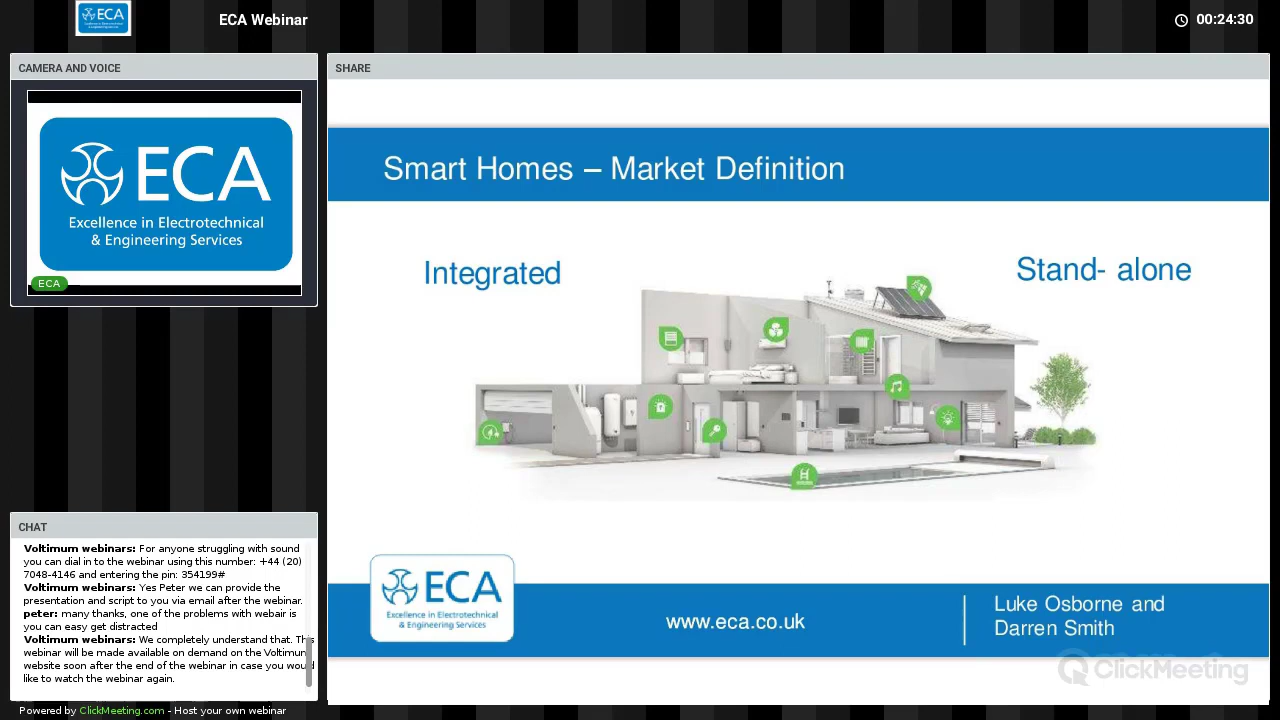 ECA
ECA Webinar
00:24:30
CAMERA AND VOICE
ECA
Excellence in Electrotechnical
& Engineering Services
ECA
SHARE
Smart Homes – Market Definition
Integrated
Stand- alone
ECA
Excellence in Electrotechnical
& Engineering Services
www.eca.co.uk
Luke Osborne and
Darren Smith
ClickMeeting
CHAT
Voltimum webinars: For anyone struggling with sound
you can dial in to the webinar using this number: +44 (20)
7048-4146 and entering the pin: 354199#
Voltimum webinars: Yes Peter we can provide the
presentation and script to you via email after the webinar.
peter: many thanks, one of the problems with webair is
you can easy get distracted
Voltimum webinars: We completely understand that. This
webinar will be made available on demand on the Voltimum
website soon after the end of the webinar in case you would
like to watch the webinar again.
Powered by ClickMeeting.com - Host your own webinar